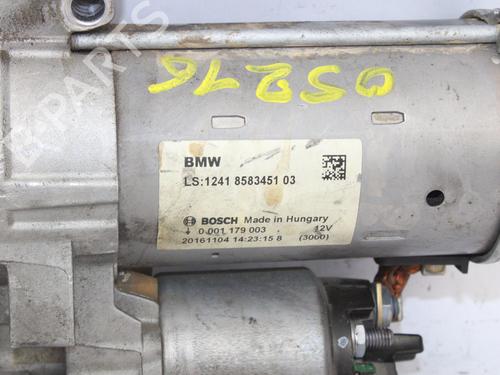 05276
BMW
LS:1241 8583451 03
BOSCH Made in Hungary
0 001 179 003 12V
20161104 14:23:15 8 (3000)